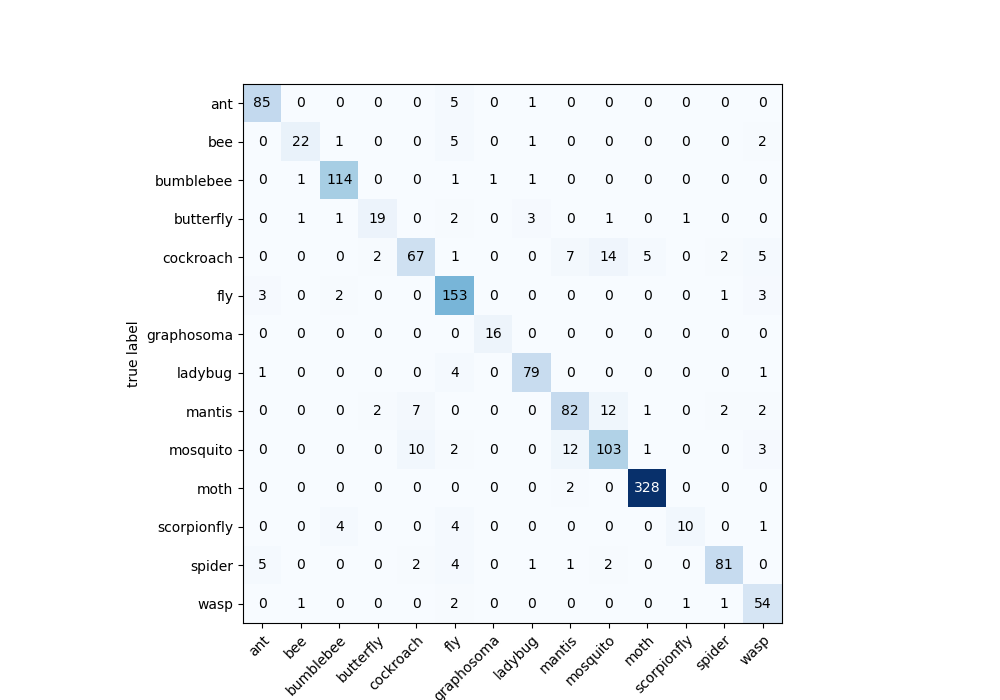 ant 85 0 0 0 0 5 0 1 0 0 0 0 0 0
bee 0 22 1 0 0 5 0 1 0 0 0 0 0 2
bumblebee 0 1 114 0 0 1 1 1 0 0 0 0 0 0
butterfly 0 1 1 19 0 2 0 3 0 1 0 1 0 0
cockroach 0 0 0 2 67 1 0 0 7 14 5 0 2 5
fly 3 0 2 0 0 153 0 0 0 0 0 0 1 3
graphosoma 0 0 0 0 0 0 16 0 0 0 0 0 0 0
true label
ladybug 1 0 0 0 0 4 0 79 0 0 0 0 0 1
mantis 0 0 0 2 7 0 0 0 82 12 1 0 2 2
mosquito 0 0 0 0 10 2 0 0 12 103 1 0 0 3
moth 0 0 0 0 0 0 0 0 2 0 328 0 0 0
scorpionfly 0 0 4 0 0 4 0 0 0 0 0 10 0 1
spider 5 0 0 0 2 4 0 1 1 2 0 0 81 0
wasp 0 1 0 0 0 2 0 0 0 0 0 1 1 54
ant bee bumblebee butterfly cockroach fly graphosoma ladybug mantis mosquito moth scorpionfly spider wasp